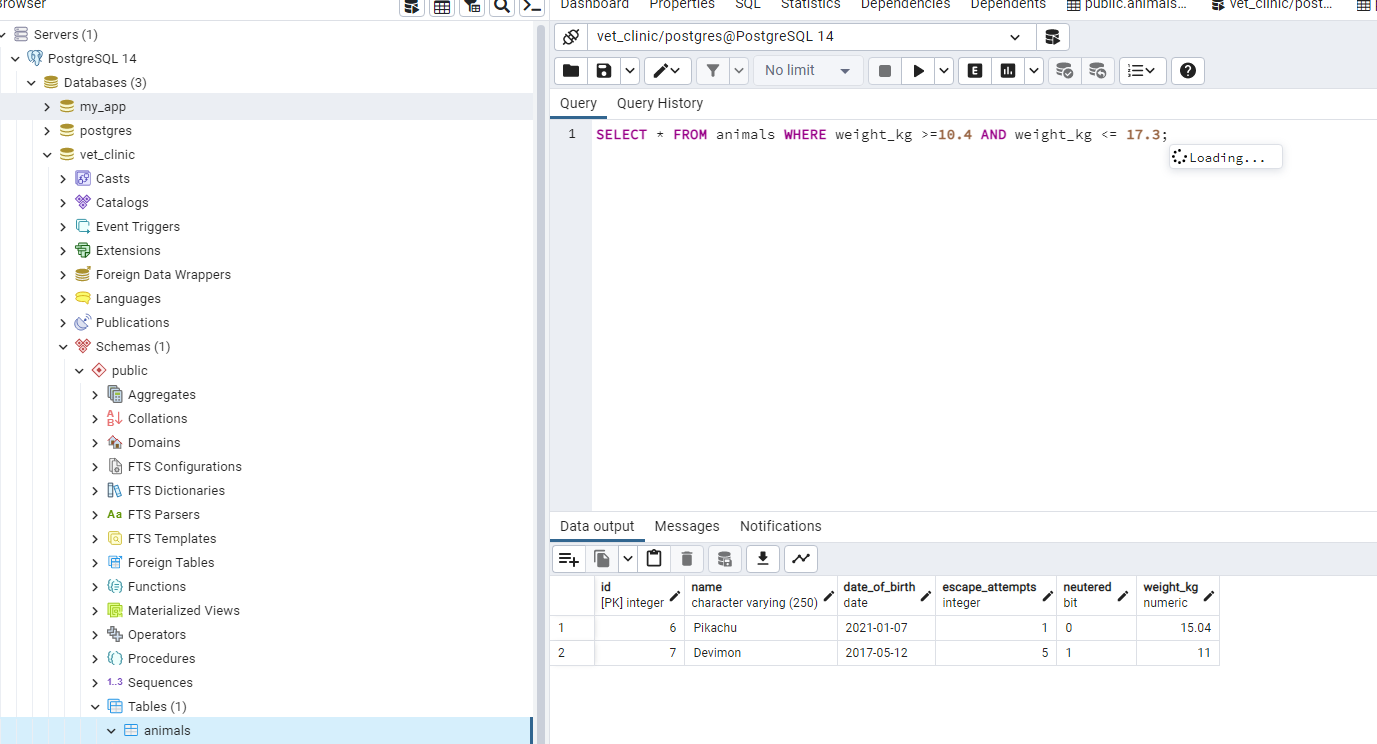 Browser
Dashboard Properties SQL Statistics Dependencies Dependents public.animals... vet_clinic/post...
Servers (1)
PostgreSQL 14
Databases (3)
my_app
postgres
vet_clinic
Casts
Catalogs
Event Triggers
Extensions
Foreign Data Wrappers
Languages
Publications
Schemas (1)
public
Aggregates
Collations
Domains
FTS Configurations
FTS Dictionaries
Aa FTS Parsers
FTS Templates
Foreign Tables
Functions
Materialized Views
Operators
Procedures
1..3 Sequences
Tables (1)
animals
vet_clinic/postgres@PostgreSQL 14
No limit
E
Query Query History
1 SELECT * FROM animals WHERE weight_kg >=10.4 AND weight_kg <= 17.3;
Loading...
Data output Messages Notifications
id name date_of_birth escape_attempts neutered weight_kg
[PK] integer character varying (250) date integer bit numeric
1 6 Pikachu 2021-01-07 1 0 15.04
2 7 Devimon 2017-05-12 5 1 11